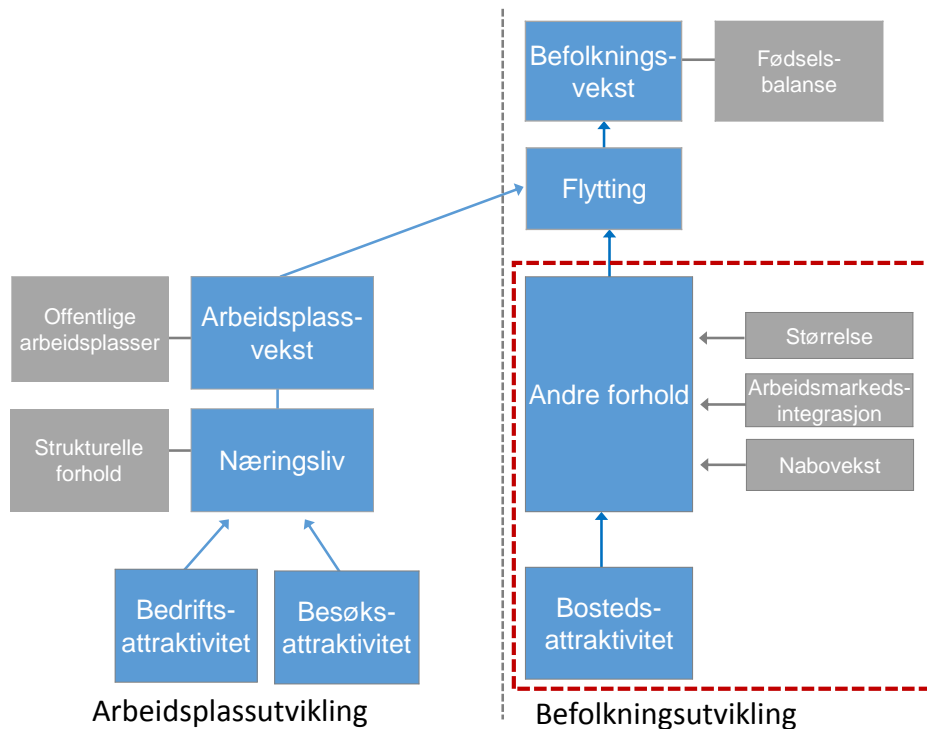 Befolknings-
vekst
Fødsels-
balanse
Flytting
Offentlige
arbeidsplasser
Arbeidsplass-
vekst
Strukturelle
forhold
Næringsliv
Bedrifts-
attraktivitet
Besøks-
attraktivitet
Arbeidsplassutvikling
Andre forhold
Størrelse
Arbeidsmarkeds-
integrasjon
Nabovekst
Bosteds-
attraktivitet
Befolkningsutvikling